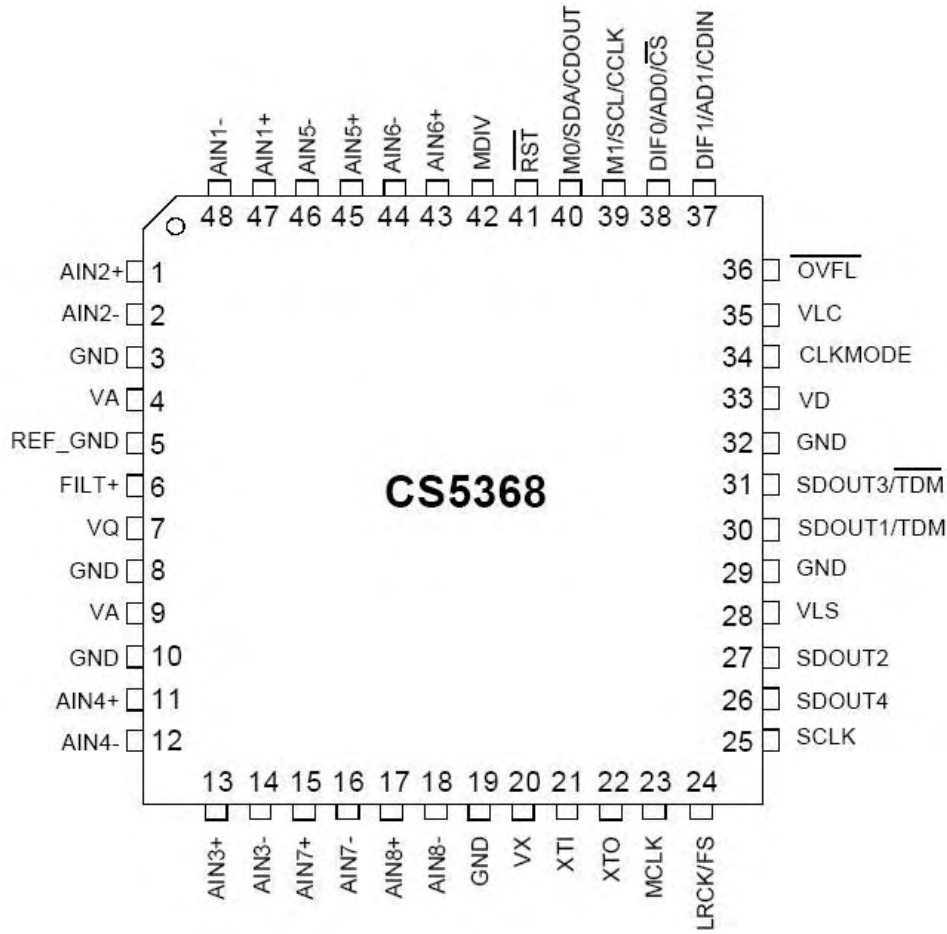 AIN1-
AIN1+
AIN5-
AIN5+
AIN6-
AIN6+
MDIV
RST
M0/SDA/CDOUT
M1/SCL/CCLK
DIF0/AD0/CS
DIF1/AD1/CDIN
48 47 46 45 44 43 42 41 40 39 38 37
AIN2+ 1
AIN2- 2
GND 3
VA 4
REF_GND 5
FILT+ 6
VQ 7
GND 8
VA 9
GND 10
AIN4+ 11
AIN4- 12
CS5368
36 OVFL
35 VLC
34 CLKMODE
33 VD
32 GND
31 SDOUT3/TDM
30 SDOUT1/TDM
29 GND
28 VLS
27 SDOUT2
26 SDOUT4
25 SCLK
13 14 15 16 17 18 19 20 21 22 23 24
AIN3+
AIN3-
AIN7+
AIN7-
AIN8+
AIN8-
GND
VX
XTI
XTO
MCLK
LRCK/FS